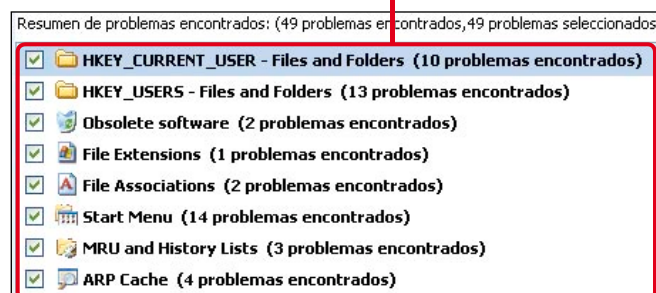 Resumen de problemas encontrados: (49 problemas encontrados,49 problemas seleccionados
HKEY_CURRENT_USER - Files and Folders (10 problemas encontrados)
HKEY_USERS - Files and Folders (13 problemas encontrados)
Obsolete software (2 problemas encontrados)
File Extensions (1 problemas encontrados)
File Associations (2 problemas encontrados)
Start Menu (14 problemas encontrados)
MRU and History Lists (3 problemas encontrados)
ARP Cache (4 problemas encontrados)